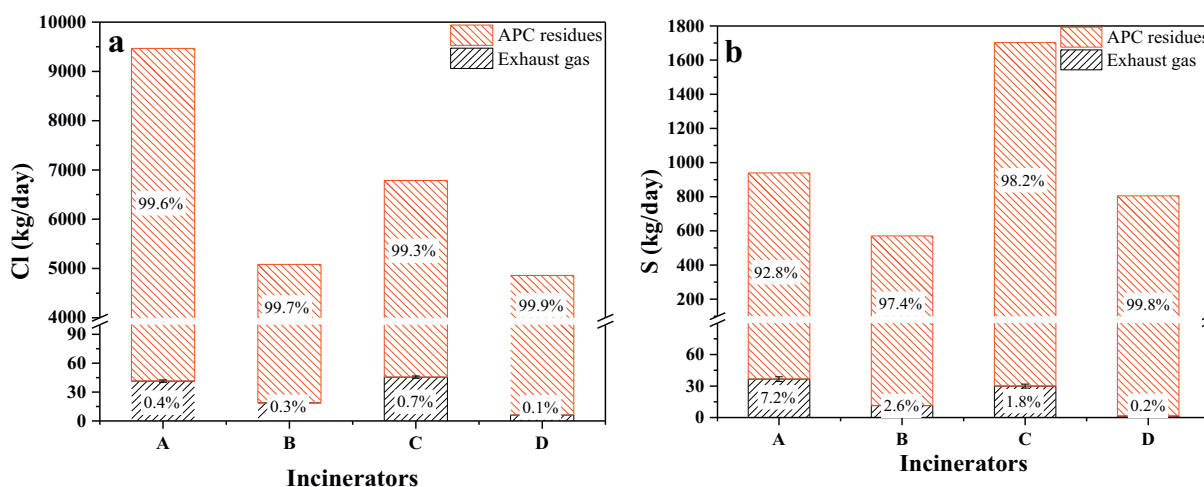 a
APC residues
Exhaust gas
Cl (kg/day)
10000
9000
8000
7000
6000
5000
4000
90
60
30
0
99.6%
99.7%
99.3%
99.9%
0.4%
0.3%
0.7%
0.1%
A
B
C
D
Incinerators
b
APC residues
Exhaust gas
S (kg/day)
1800
1600
1400
1200
1000
800
600
400
200
60
30
0
92.8%
97.4%
98.2%
99.8%
7.2%
2.6%
1.8%
0.2%
A
B
C
D
Incinerators